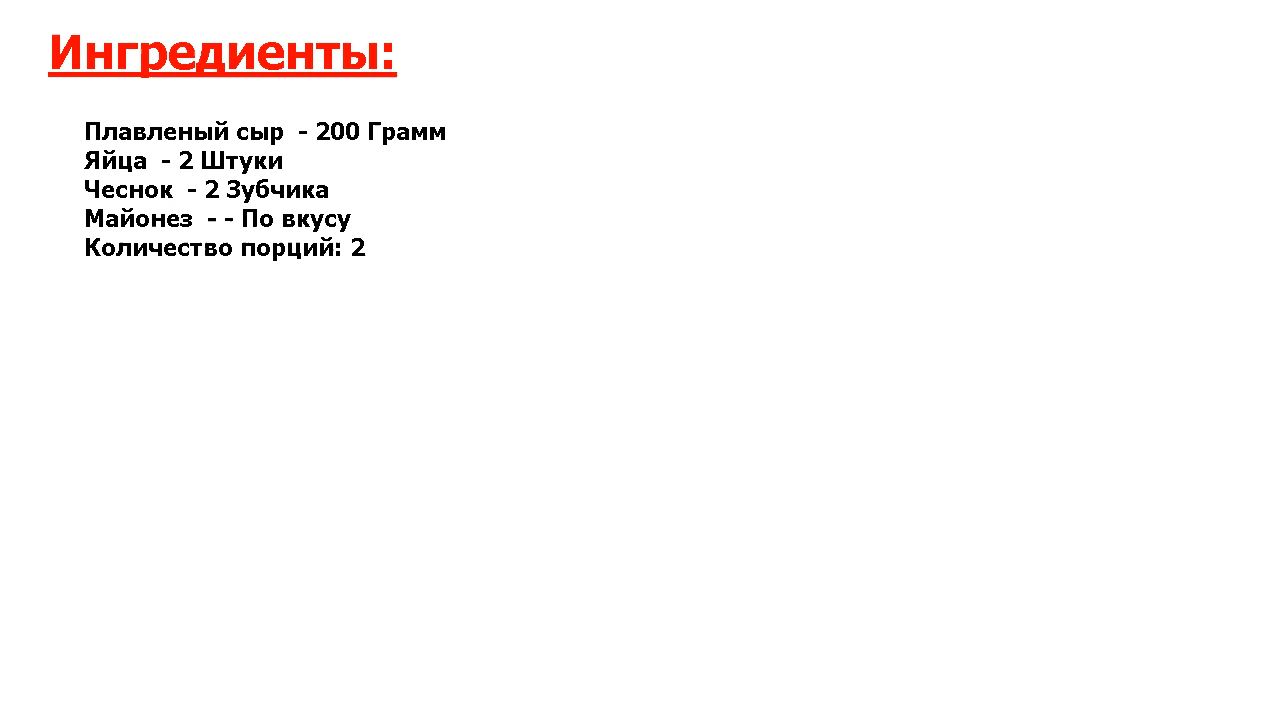 Ингредиенты:
Плавленый сыр  - 200 Грамм
Яйца  - 2 Штуки
Чеснок  - 2 Зубчика
Майонез  - - По вкусу
Количество порций: 2